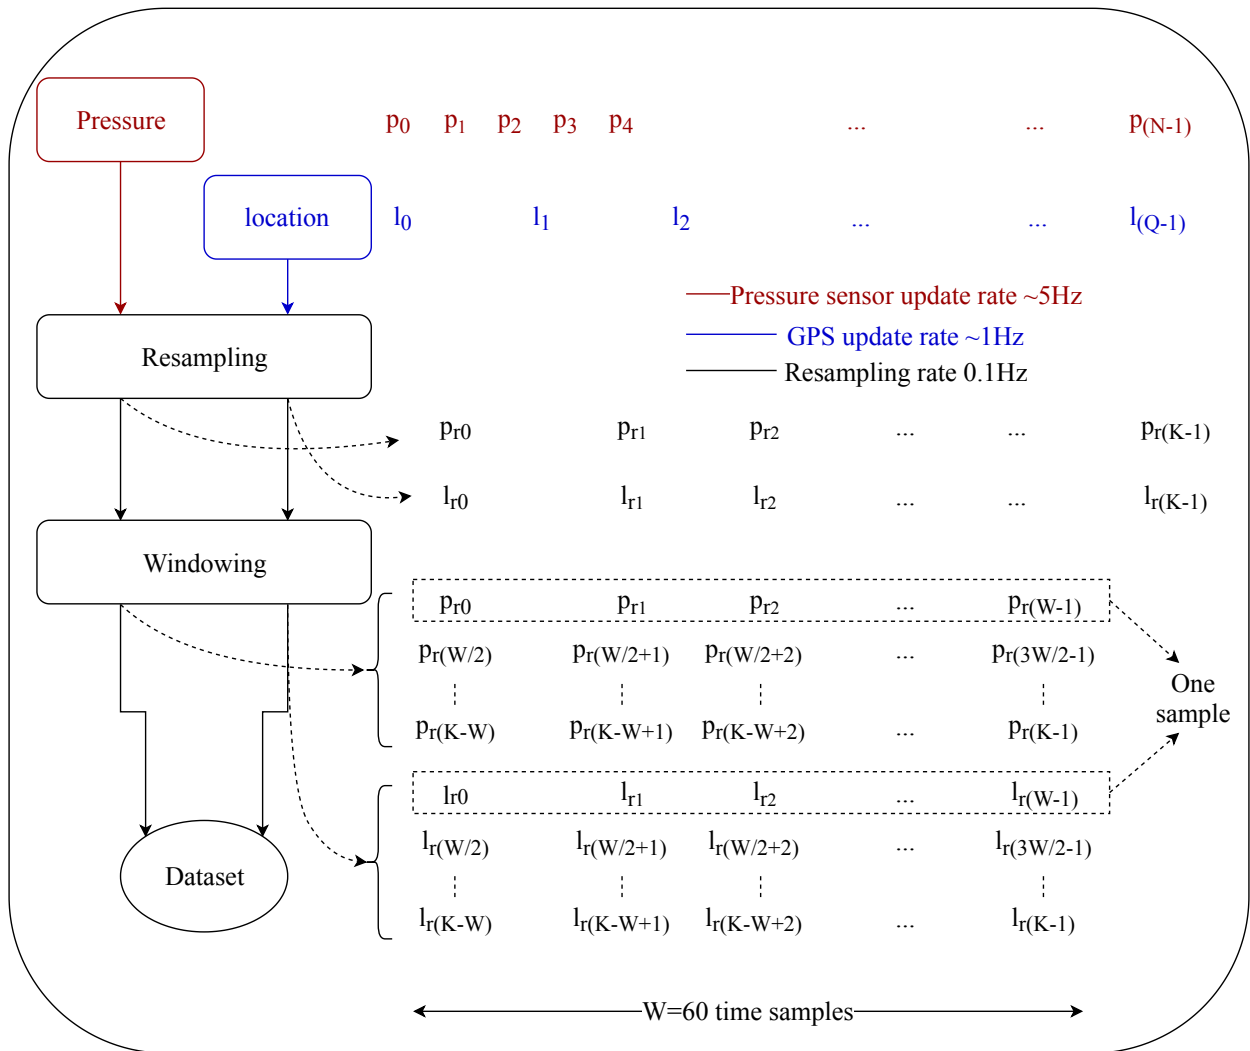 Pressure p0 p1 p2 p3 p4 ... ... p(N-1)
location l0 l1 l2 ... ... l(Q-1)
Pressure sensor update rate ~5Hz
GPS update rate ~1Hz
Resampling rate 0.1Hz
Resampling
pr0 pr1 pr2 ... ... pr(K-1)
lr0 lr1 lr2 ... ... lr(K-1)
Windowing
pr0 pr1 pr2 ... pr(W-1)
pr(W/2) pr(W/2+1) pr(W/2+2) ... pr(3W/2-1)
pr(K-W) pr(K-W+1) pr(K-W+2) ... pr(K-1)
One
sample
lr0 lr1 lr2 ... lr(W-1)
lr(W/2) lr(W/2+1) lr(W/2+2) ... lr(3W/2-1)
lr(K-W) lr(K-W+1) lr(K-W+2) ... lr(K-1)
Dataset
W=60 time samples